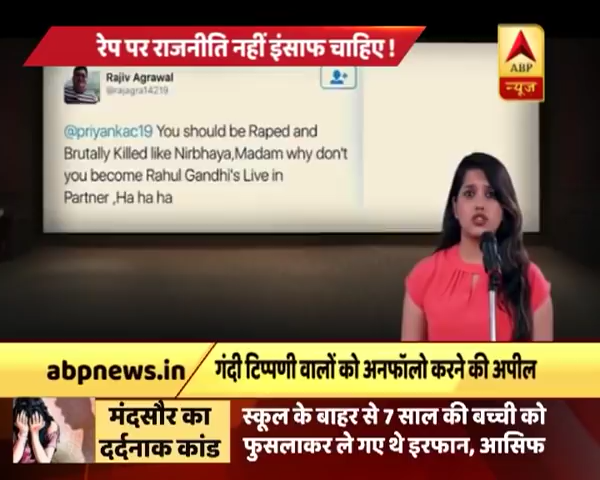 रेप पर राजनीति नहीं इंसाफ चाहिए !
ABP
न्यूज़
Rajiv Agrawal
@rajagra14219
@priyankac19 You should be Raped and
Brutally Killed like Nirbhaya,Madam why don't
you become Rahul Gandhi's Live in
Partner ,Ha ha ha
abpnews.in
गंदी टिप्पणी वालों को अनफॉलो करने की अपील
मंदसौर का
दर्दनाक कांड
स्कूल के बाहर से 7 साल की बच्ची को
फुसलाकर ले गए थे इरफान, आसिफ